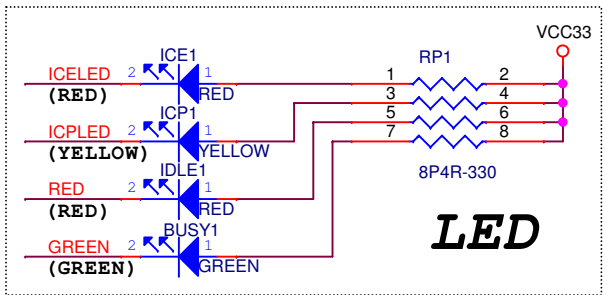 VCC33
ICE1
RP1
ICELED 2 1 1 2
(RED) RED
3 4
ICP1
5 6
ICPLED 2 1 7 8
(YELLOW) YELLOW
IDLE1
8P4R-330
RED 2 1
(RED) RED
BUSY1
LED
GREEN 2 1
(GREEN) GREEN